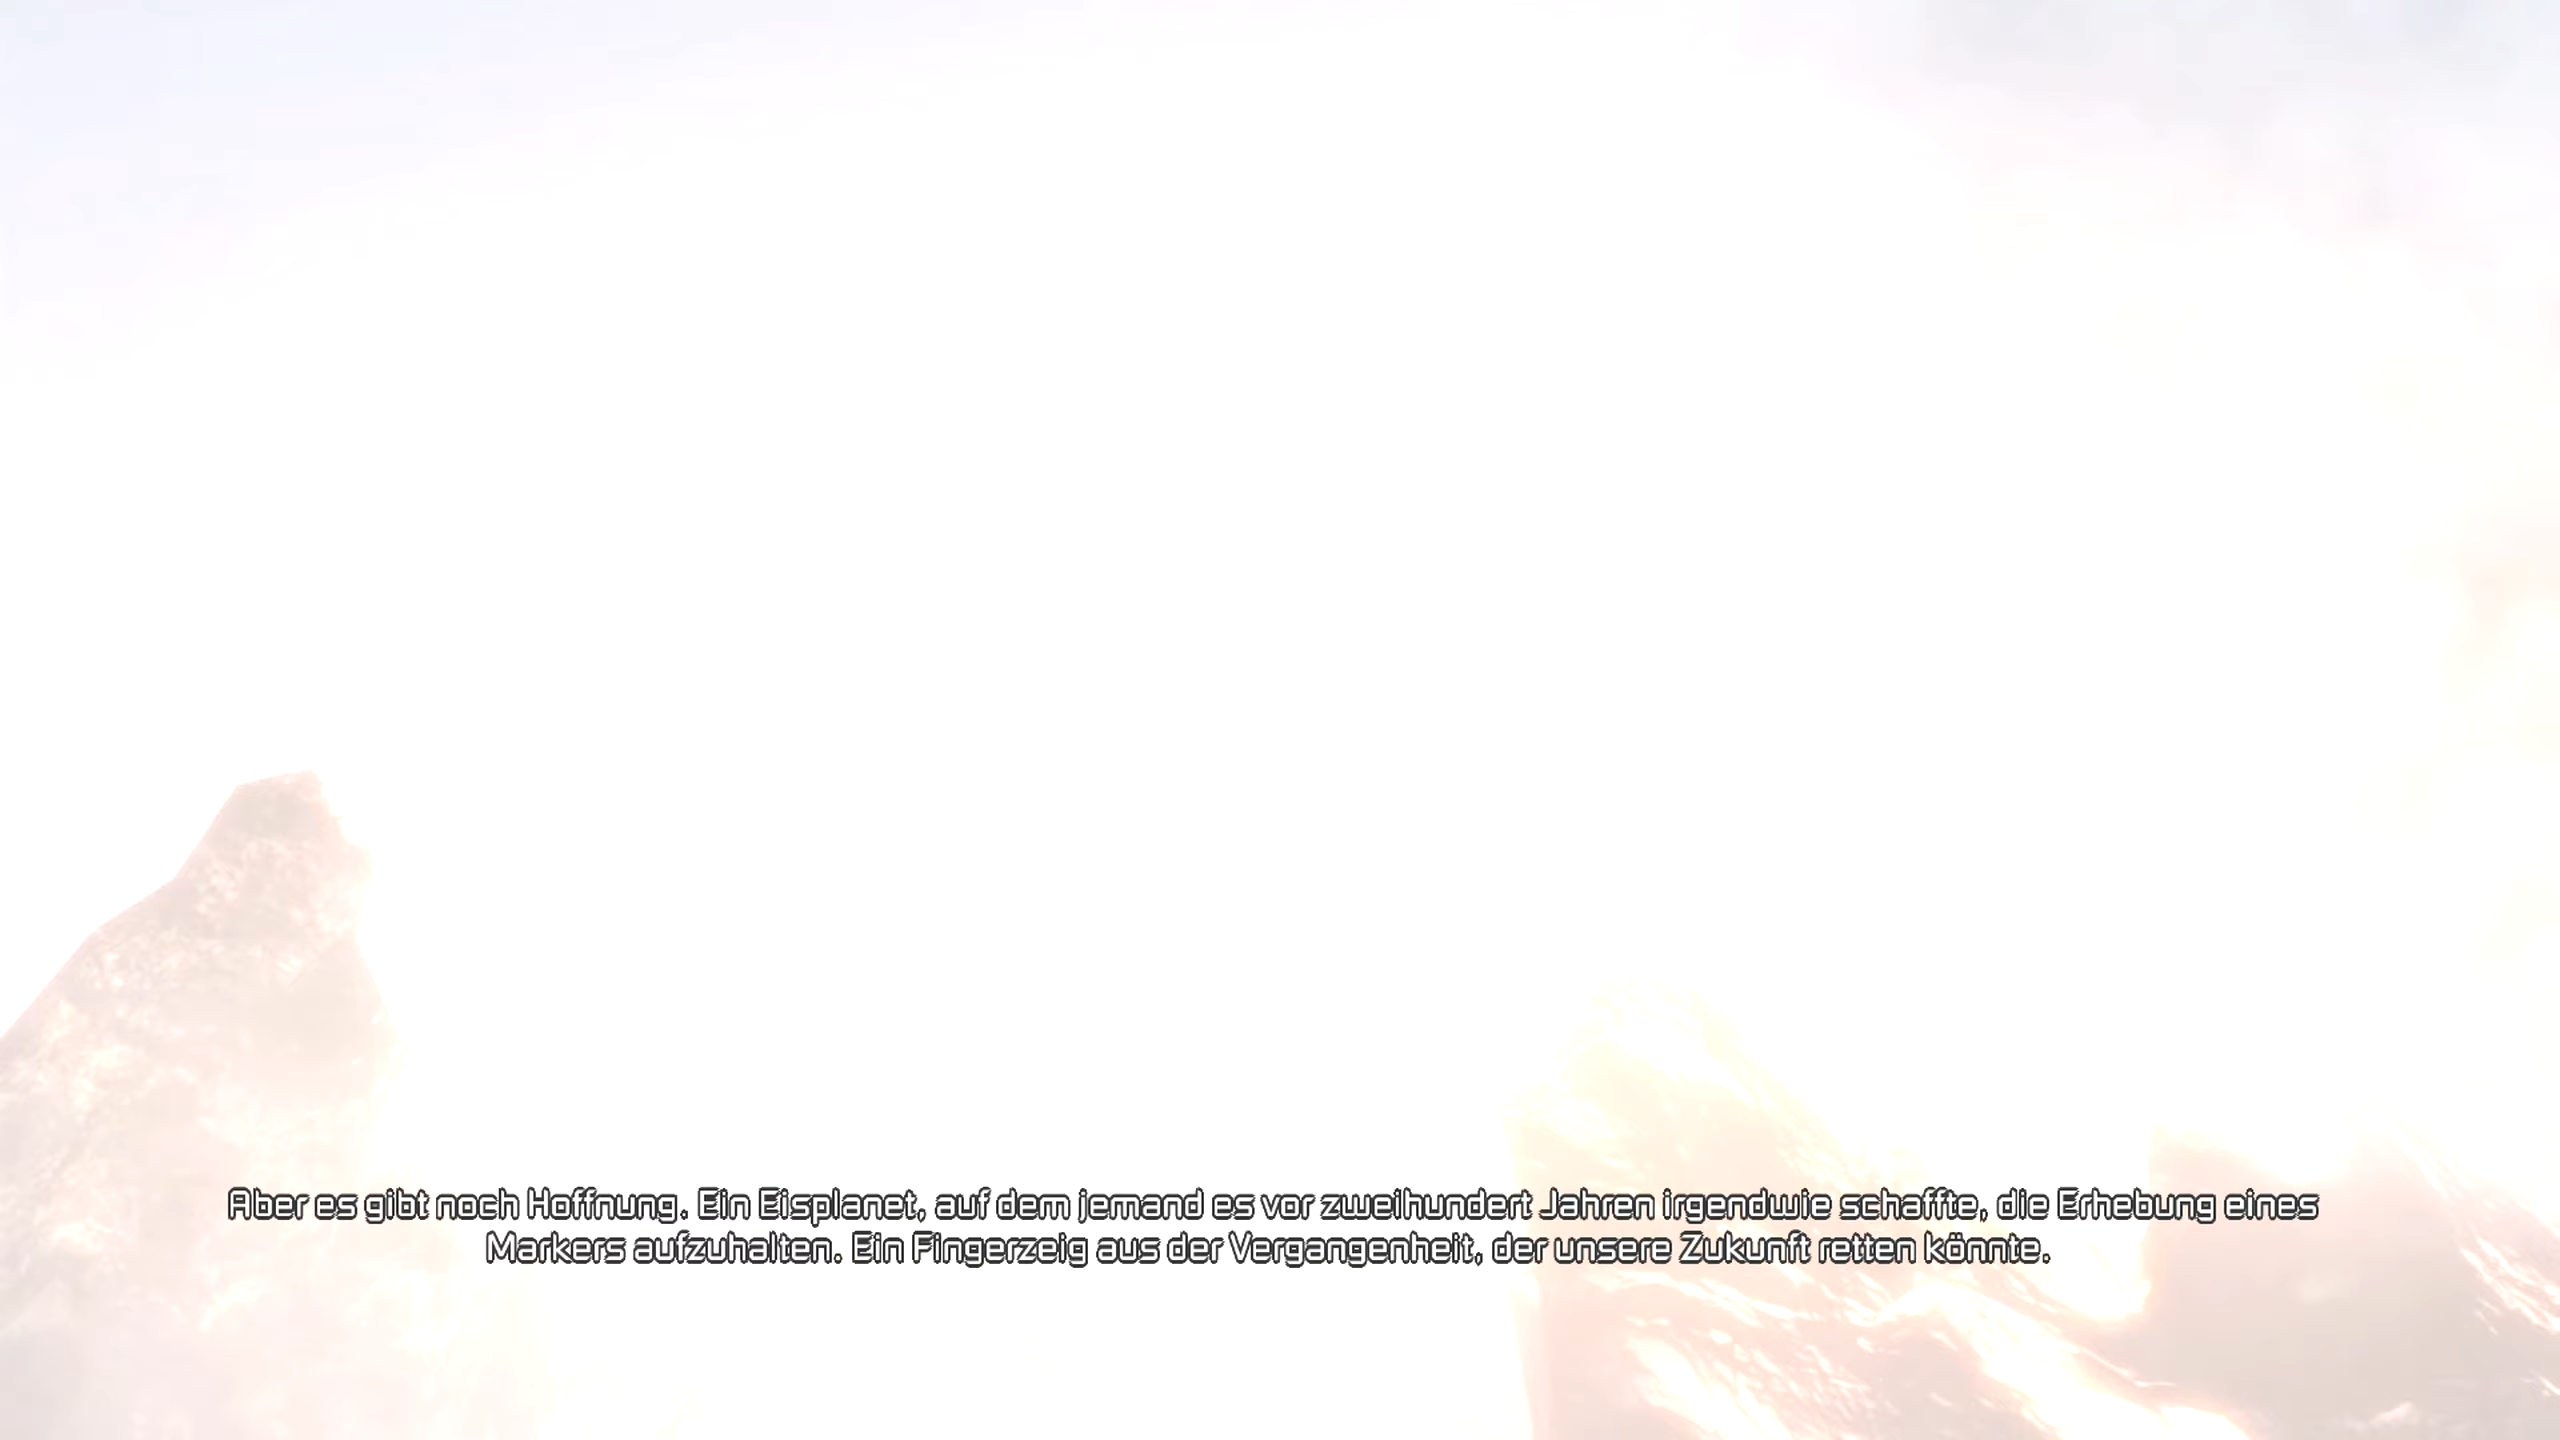 Aber es gibt noch Hoffnung. Ein Eisplanet, auf dem jemand es vor zweihundert Jahren irgendwie schaffte, die Erhebung eines
Markers aufzuhalten. Ein Fingerzeig aus der Vergangenheit, der unsere Zukunft retten könnte.